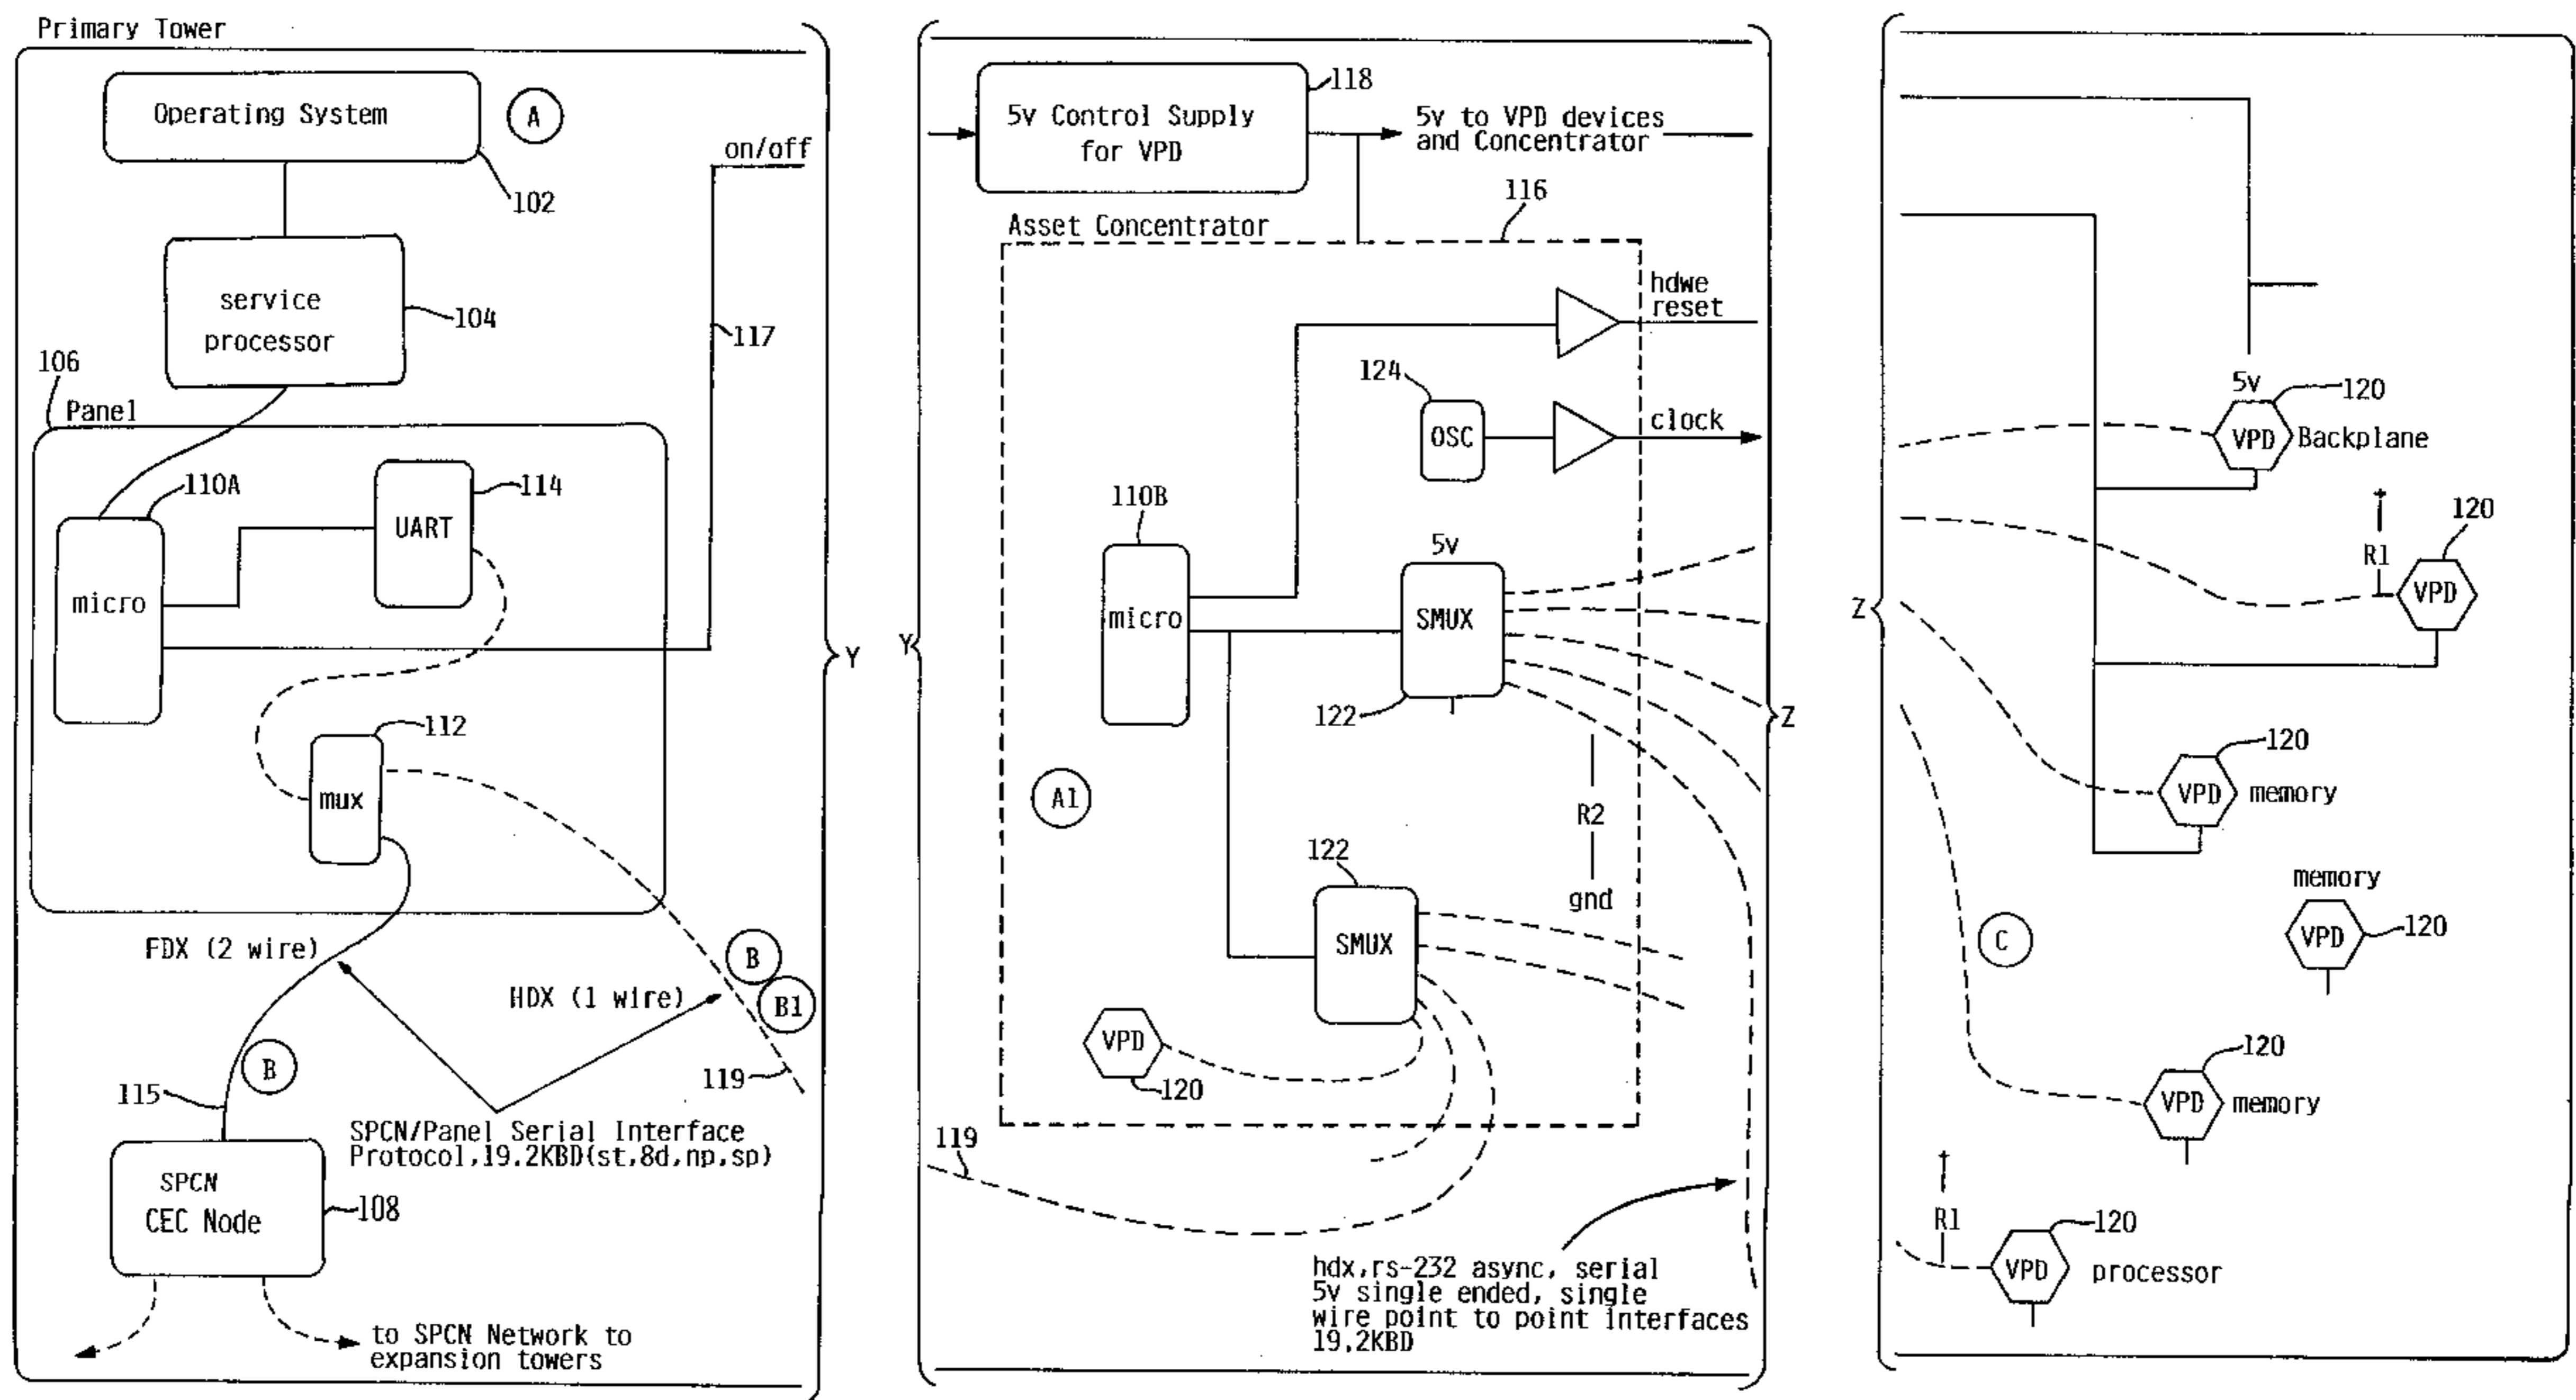 Primary Tower
Operating System
A
102
on/off
service
processor
104
117
106
Panel
110A
114
UART
micro
112
mux
Y
FDX (2 wire)
HDX (1 wire)
B
B1
B
115
119
SPCN/Panel Serial Interface
Protocol,19.2KBD(st,8d,np,sp)
SPCN
CEC Node
108
to SPCN Network to
expansion towers
Y
5v Control Supply
for VPD
118
5v to VPD devices
and Concentrator
116
Asset Concentrator
hdwe
reset
124
OSC
clock
110B
micro
5v
SMUX
122
Z
A1
R2
gnd
122
SMUX
VPD
120
119
hdx,rs-232 async, serial
5v single ended, single
wire point to point interfaces
19.2KBD
Z
5v
120
VPD
Backplane
+
R1
120
VPD
120
VPD
memory
memory
VPD
120
C
120
VPD
memory
+
R1
120
VPD
processor